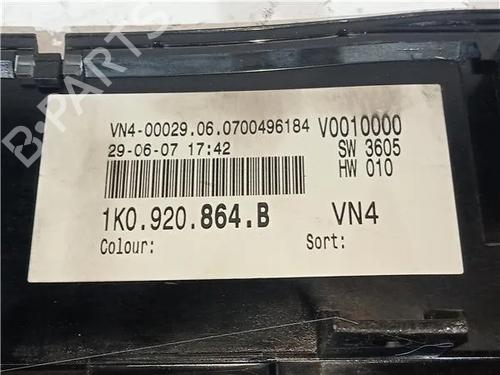 VN4-00029.06.0700496184 V0010000
29-06-07 17:42 SW 3605
HW 010
1K0.920.864.B VN4
Colour: Sort:
B-PARTS